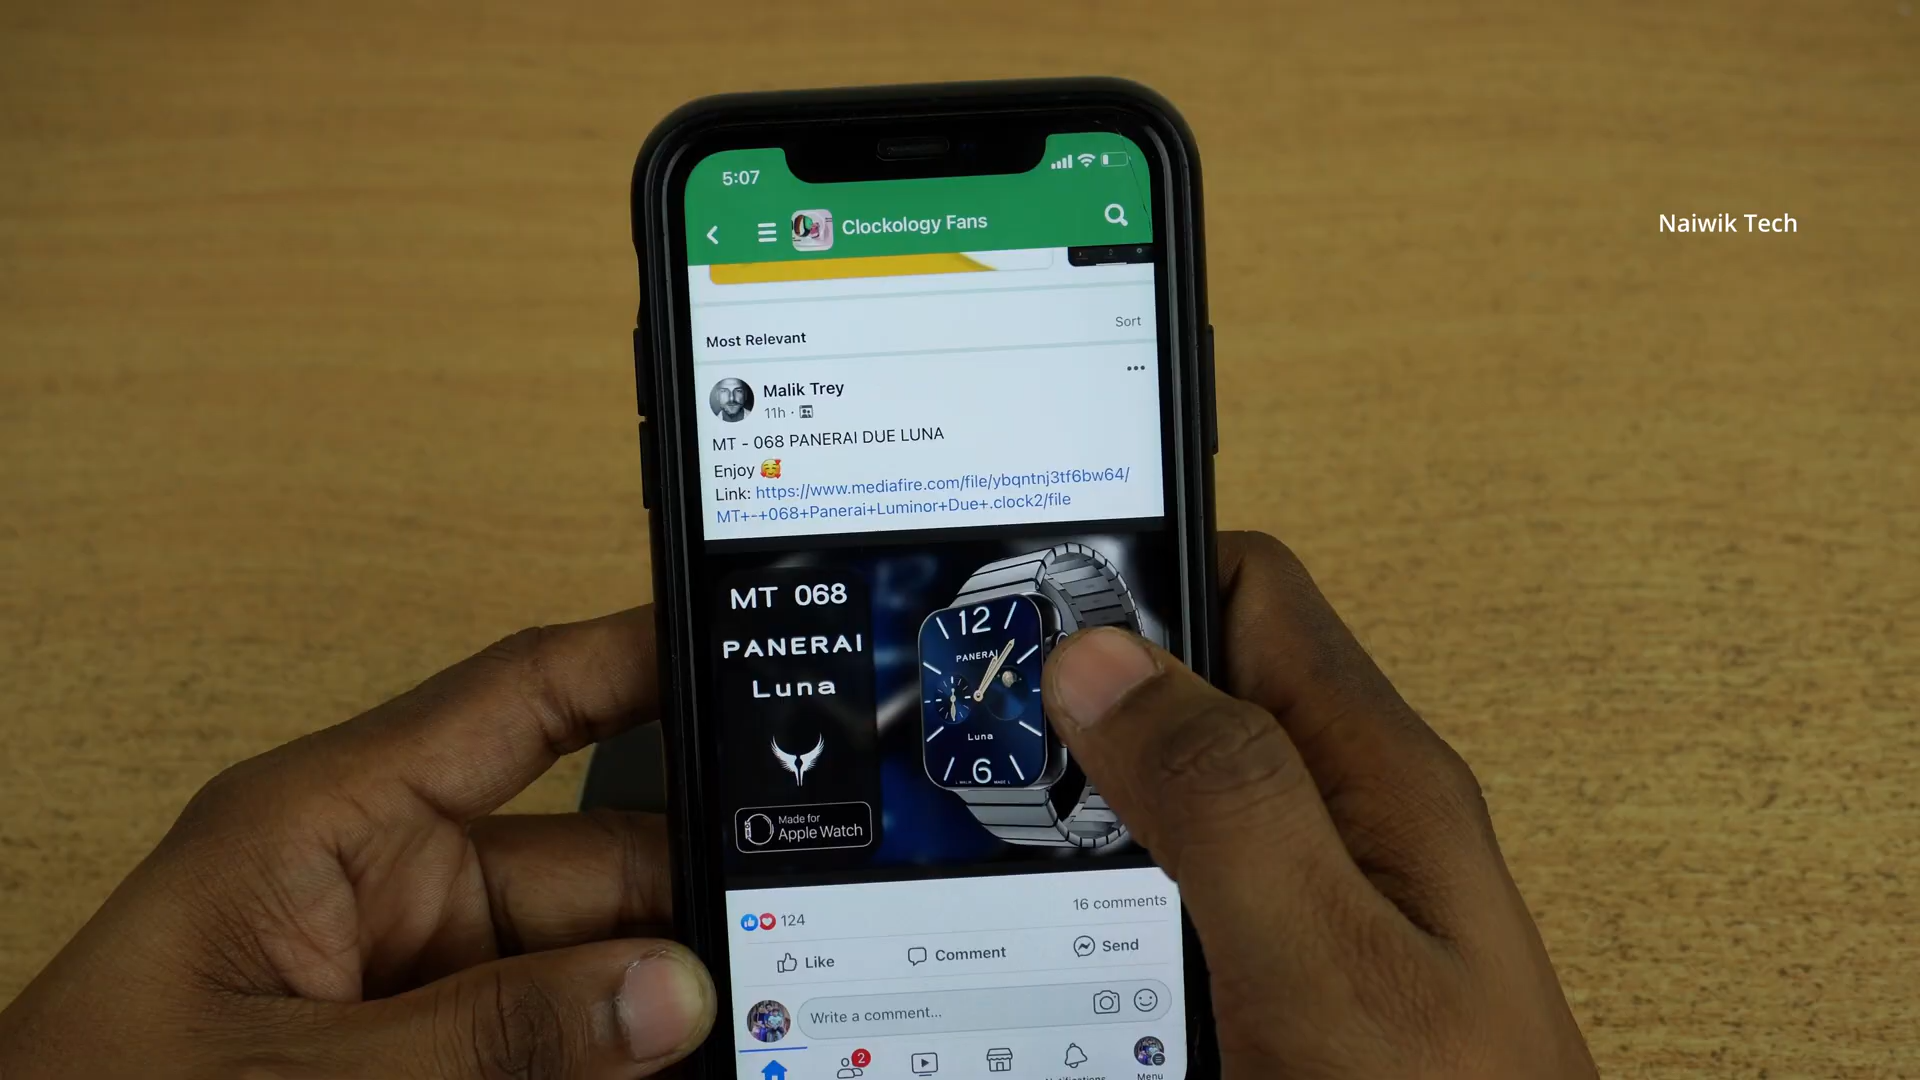 5:07
Clockology Fans
Naiwik Tech
Most Relevant
Sort
Malik Trey
11h ·
MT - 068 PANERAI DUE LUNA
Enjoy 🥰
Link: https://www.mediafire.com/file/ybqntnj3tf6bw64/
MT+-+068+Panerai+Luminor+Due+.clock2/file
MT 068
PANERAI
Luna
Made for
Apple Watch
12
PANERAI
Luna
6
124
16 comments
Like
Comment
Send
Write a comment...
2
Notifications
Menu